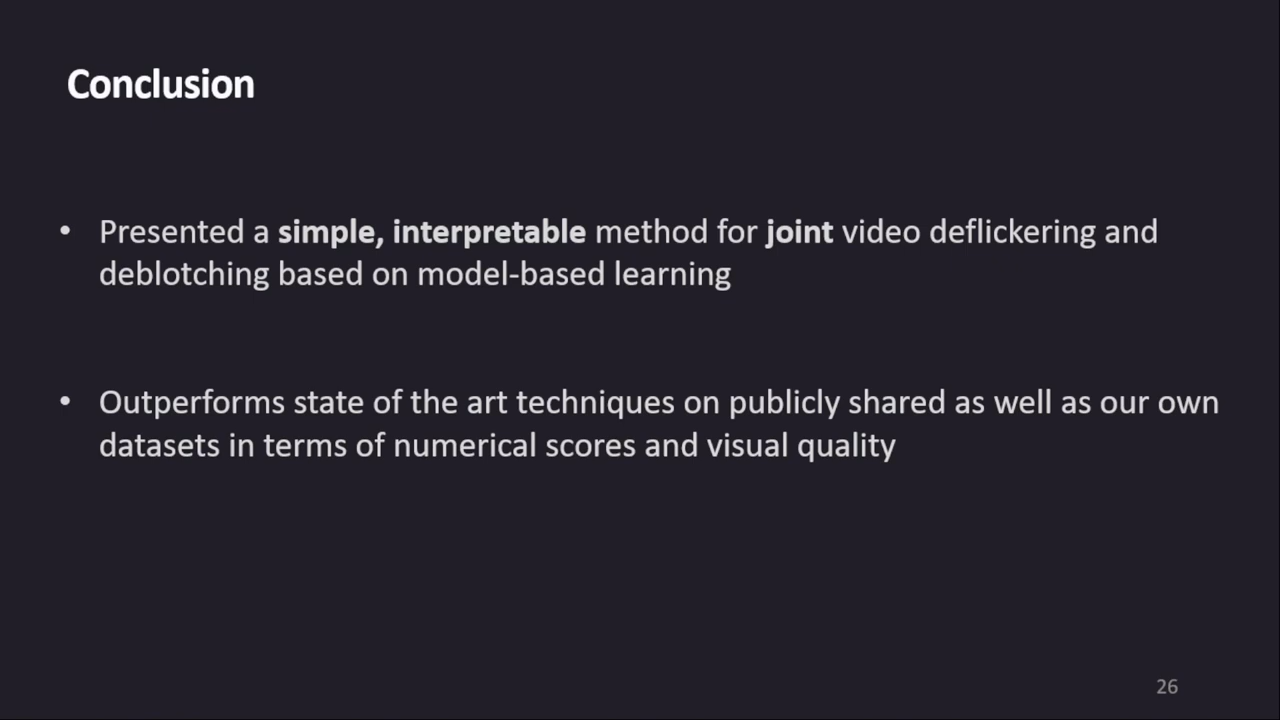 Conclusion
• Presented a simple, interpretable method for joint video deflickering and
deblotching based on model-based learning
• Outperforms state of the art techniques on publicly shared as well as our own
datasets in terms of numerical scores and visual quality
26